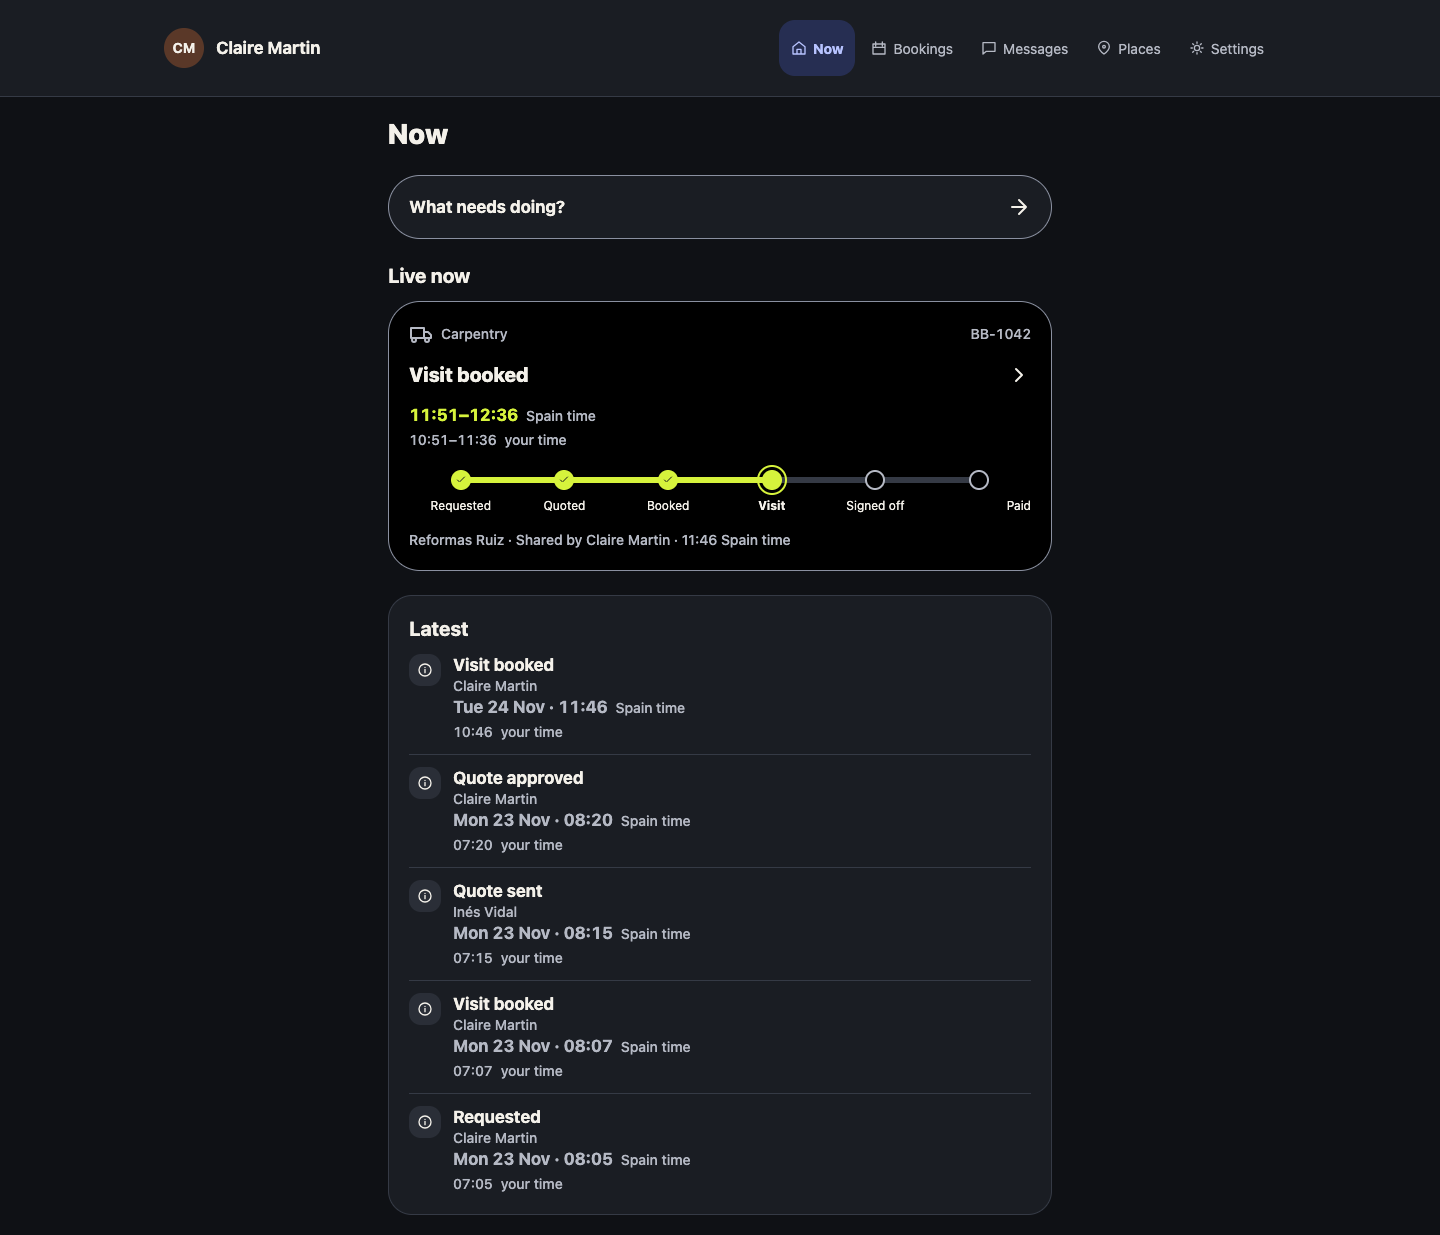 CM Claire Martin Now Bookings Messages Places Settings
Now
What needs doing?
Live now
Carpentry BB-1042
Visit booked
11:51–12:36 Spain time
10:51–11:36 your time
Requested Quoted Booked Visit Signed off Paid
Reformas Ruiz · Shared by Claire Martin · 11:46 Spain time
Latest
Visit booked
Claire Martin
Tue 24 Nov · 11:46 Spain time
10:46 your time
Quote approved
Claire Martin
Mon 23 Nov · 08:20 Spain time
07:20 your time
Quote sent
Inés Vidal
Mon 23 Nov · 08:15 Spain time
07:15 your time
Visit booked
Claire Martin
Mon 23 Nov · 08:07 Spain time
07:07 your time
Requested
Claire Martin
Mon 23 Nov · 08:05 Spain time
07:05 your time